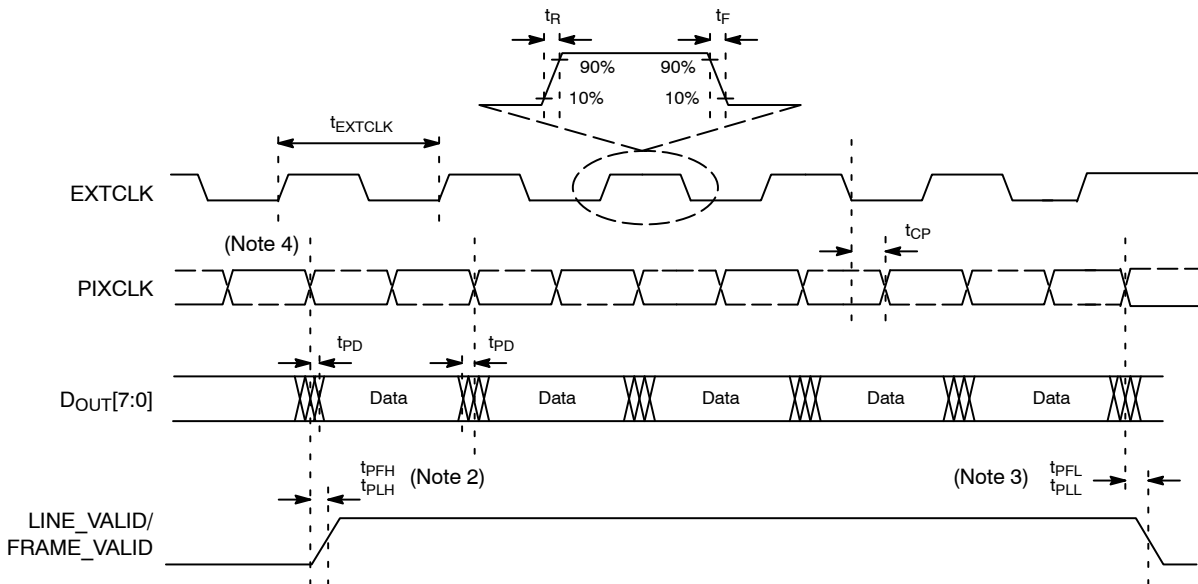 tR
tF
90%
90%
10%
10%
tEXTCLK
EXTCLK
tCP
(Note 4)
PIXCLK
tPD
tPD
DOUT[7:0]
Data
Data
Data
Data
Data
tPFH
tPLH
(Note 2)
(Note 3)
tPFL
tPLL
LINE_VALID/
FRAME_VALID